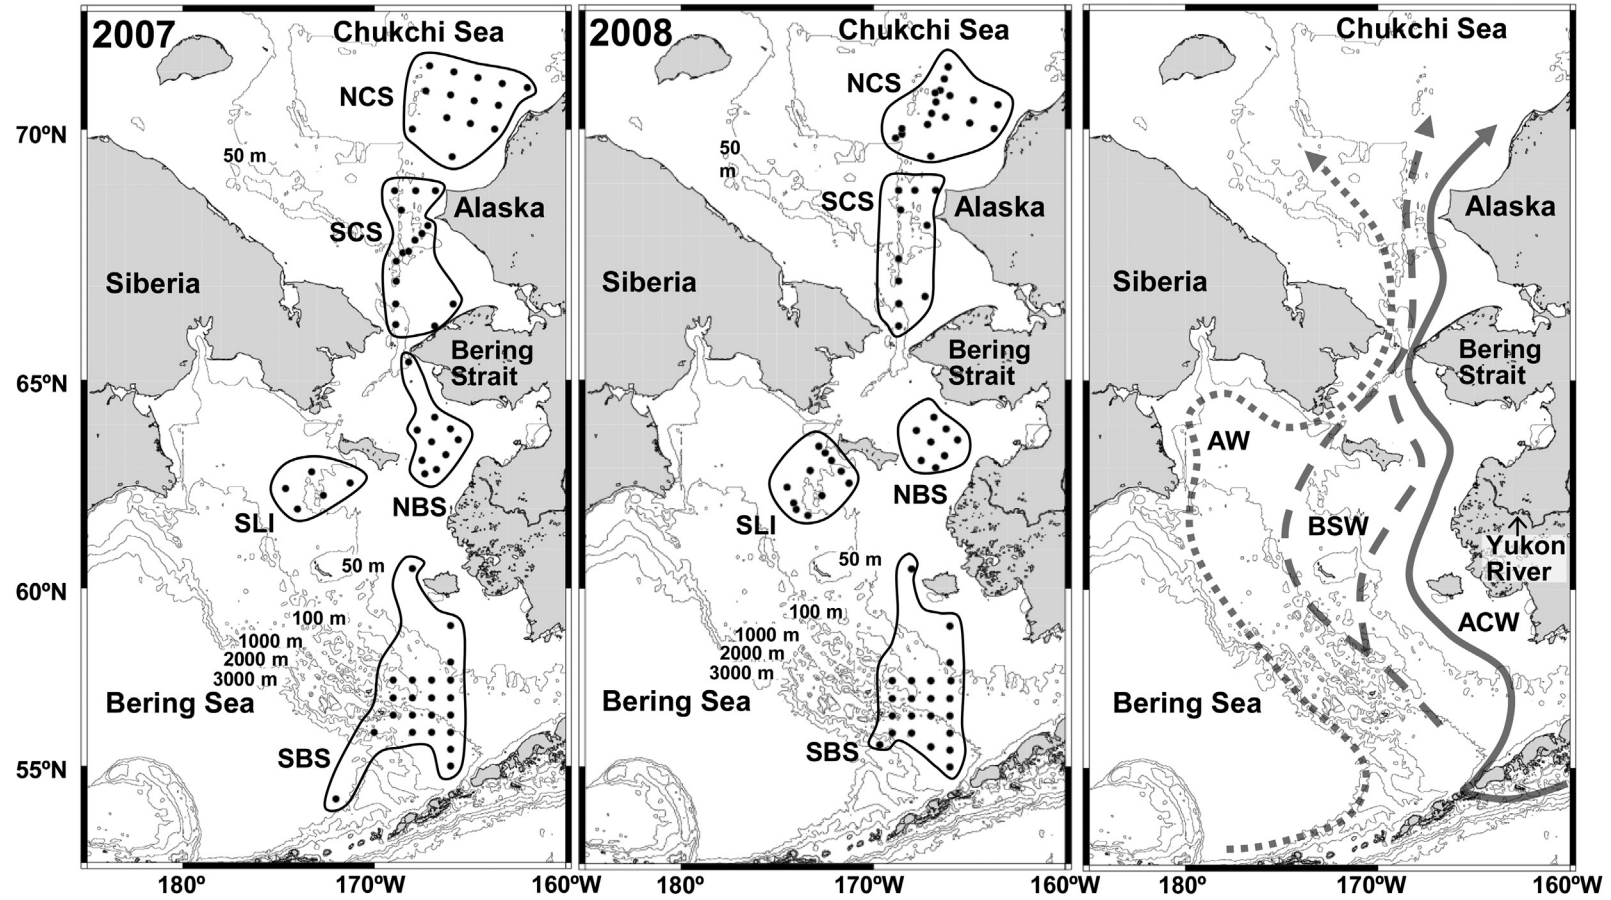 2007
Chukchi Sea
NCS
50 m
SCS
Alaska
Siberia
Bering
Strait
SLI
NBS
50 m
100 m
1000 m
2000 m
3000 m
Bering Sea
SBS
70ºN
65ºN
60ºN
55ºN
180º
170ºW
160ºW
2008
Chukchi Sea
NCS
50
m
SCS
Alaska
Siberia
Bering
Strait
SLI
NBS
50 m
100 m
1000 m
2000 m
3000 m
Bering Sea
SBS
180º
170ºW
160ºW
Chukchi Sea
Alaska
Siberia
Bering
Strait
AW
BSW
Yukon
River
ACW
Bering Sea
180º
170ºW
160ºW